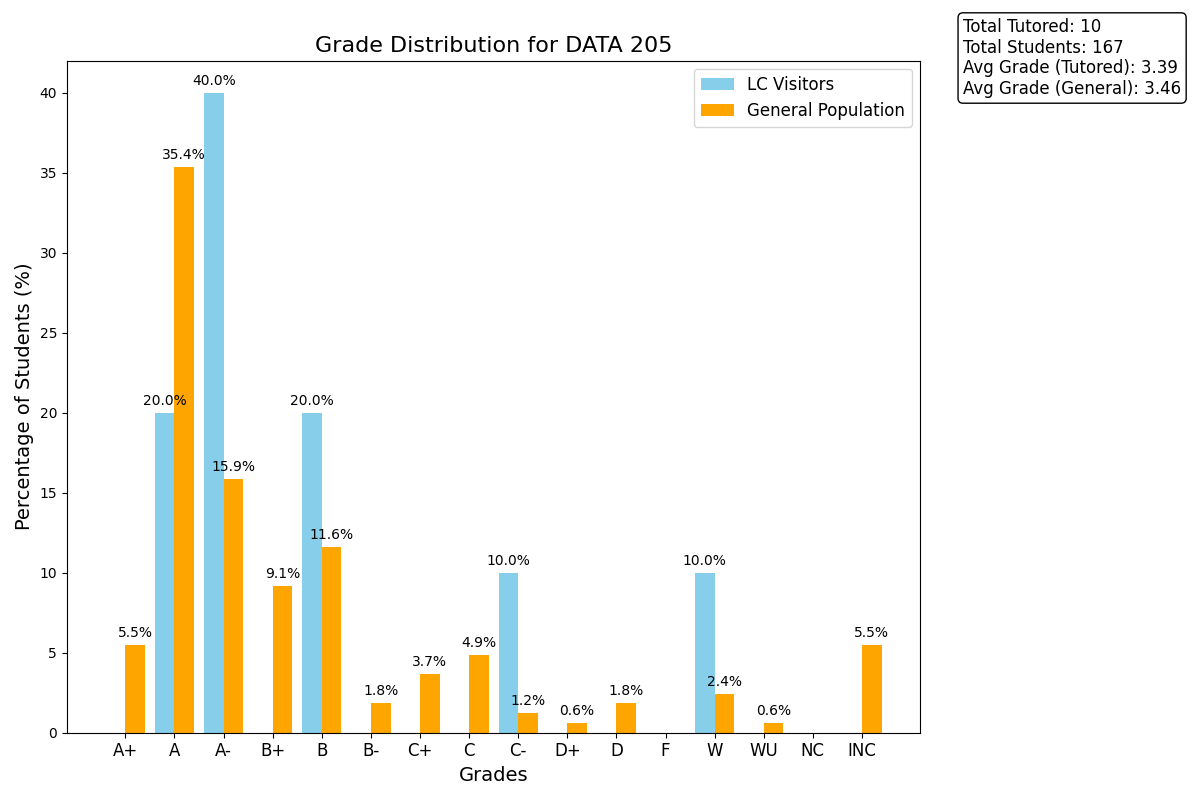 Grade Distribution for DATA 205
Total Tutored: 10
Total Students: 167
Avg Grade (Tutored): 3.39
Avg Grade (General): 3.46
LC Visitors
General Population
Percentage of Students (%)
40
35
30
25
20
15
10
5
0
5.5%
20.0%
35.4%
40.0%
15.9%
9.1%
20.0%
11.6%
1.8%
3.7%
4.9%
10.0%
1.2%
0.6%
1.8%
10.0%
2.4%
0.6%
5.5%
A+ A A- B+ B B- C+ C C- D+ D F W WU NC INC
Grades